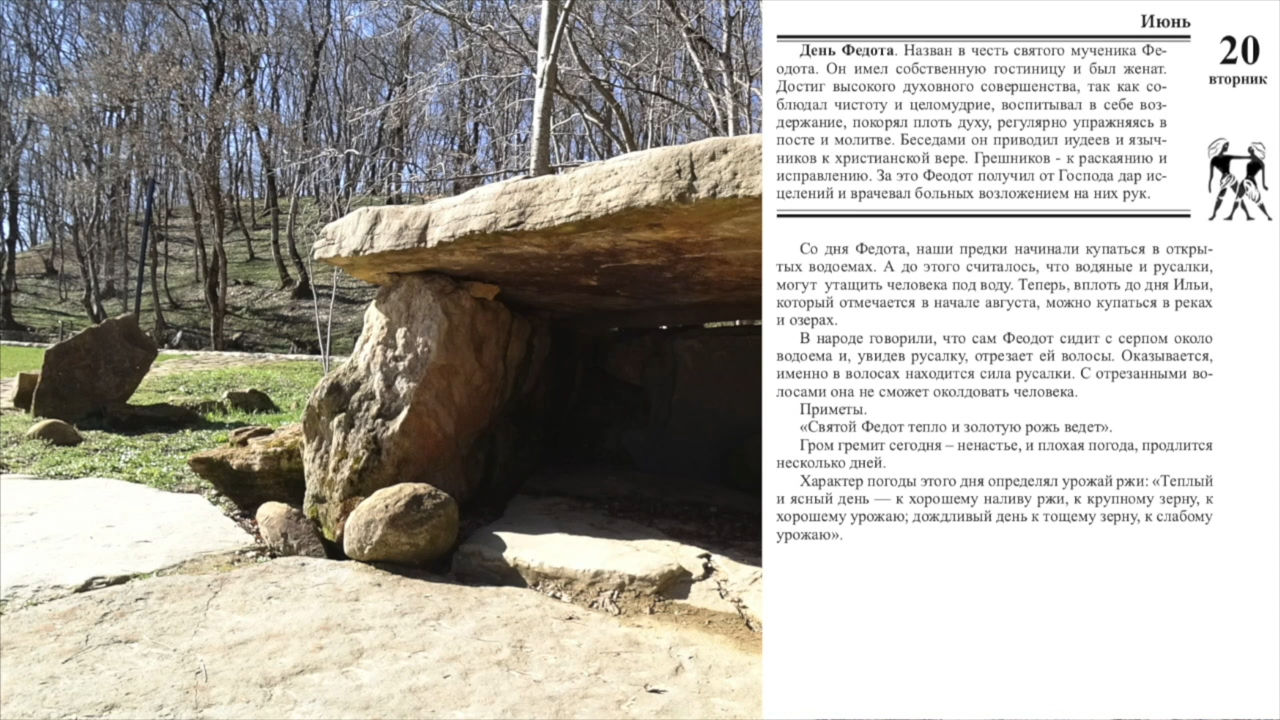 Июнь
20
вторник
День Федота. Назван в честь святого мученика Фе-
одота. Он имел собственную гостиницу и был женат.
Достиг высокого духовного совершенства, так как со-
блюдал чистоту и целомудрие, воспитывал в себе воз-
держание, покорял плоть духу, регулярно упражняясь в
посте и молитве. Беседами он приводил иудеев и языч-
ников к христианской вере. Грешников - к раскаянию и
исправлению. За это Феодот получил от Господа дар ис-
целений и врачевал больных возложением на них рук.
Со дня Федота, наши предки начинали купаться в откры-
тых водоемах. А до этого считалось, что водяные и русалки,
могут утащить человека под воду. Теперь, вплоть до дня Ильи,
который отмечается в начале августа, можно купаться в реках
и озерах.
В народе говорили, что сам Феодот сидит с серпом около
водоема и, увидев русалку, отрезает ей волосы. Оказывается,
именно в волосах находится сила русалки. С отрезанными во-
лосами она не сможет околдовать человека.
Приметы.
«Святой Федот тепло и золотую рожь ведет».
Гром гремит сегодня – ненастье, и плохая погода, продлится
несколько дней.
Характер погоды этого дня определял урожай ржи: «Теплый
и ясный день — к хорошему наливу ржи, к крупному зерну, к
хорошему урожаю; дождливый день к тощему зерну, к слабому
урожаю».